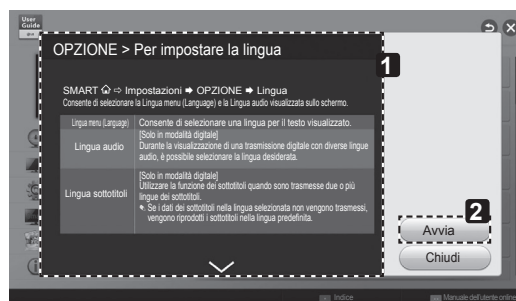 User
Guide
OPZIONE > Per impostare la lingua
1
SMART ⇨ Impostazioni ➡ OPZIONE ➡ Lingua
Consente di selezionare la Lingua menu (Language) e la Lingua audio visualizzata sullo schermo.
Lingua menu (Language) Consente di selezionare una lingua per il testo visualizzato.
Lingua audio
[Solo in modalità digitale]
Durante la visualizzazione di una trasmissione digitale con diverse lingue
audio, è possibile selezionare la lingua desiderata.
Lingua sottotitoli
[Solo in modalità digitale]
Utilizzare la funzione dei sottotitoli quando sono trasmesse due o più
lingue dei sottotitoli.
Se i dati dei sottotitoli nella lingua selezionata non vengono trasmessi,
vengono riprodotti i sottotitoli nella lingua predefinita.
2
Avvia
Chiudi
Indice
Manuale dell'utente online